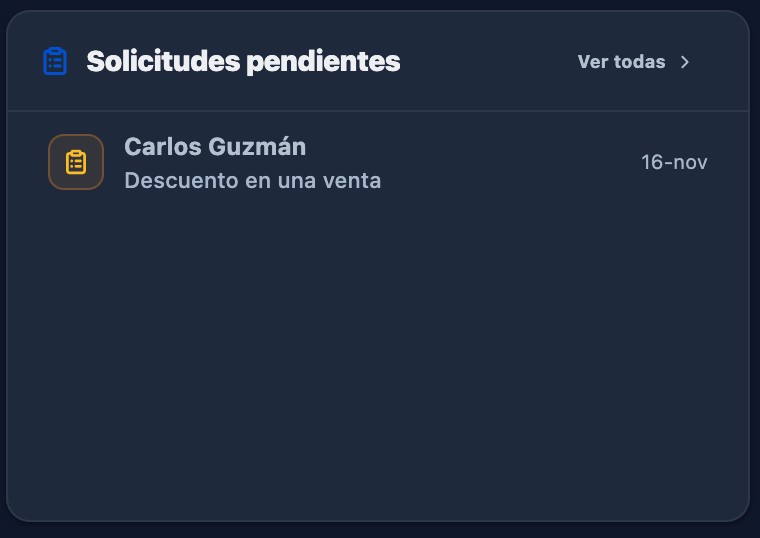 Solicitudes pendientes
Ver todas
Carlos Guzmán
Descuento en una venta
16-nov